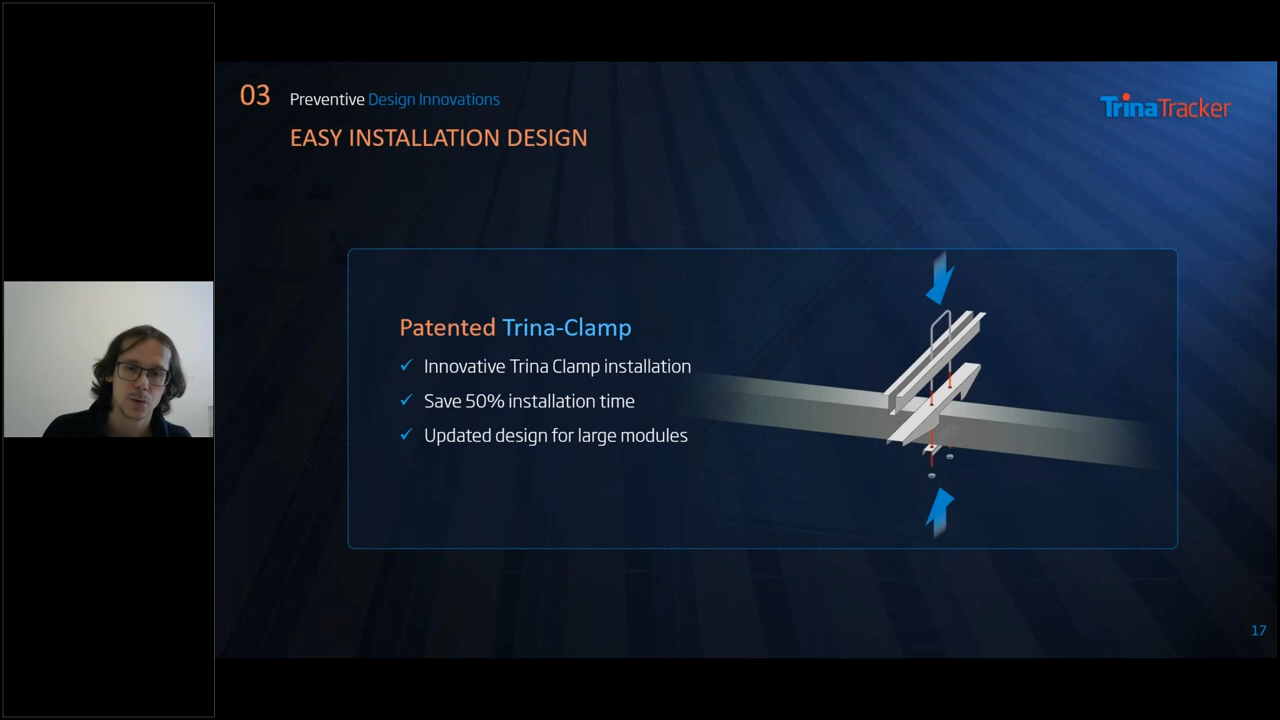 03
Preventive Design Innovations
EASY INSTALLATION DESIGN
TrinaTracker
Patented Trina-Clamp
✓ Innovative Trina Clamp installation
✓ Save 50% installation time
✓ Updated design for large modules
17